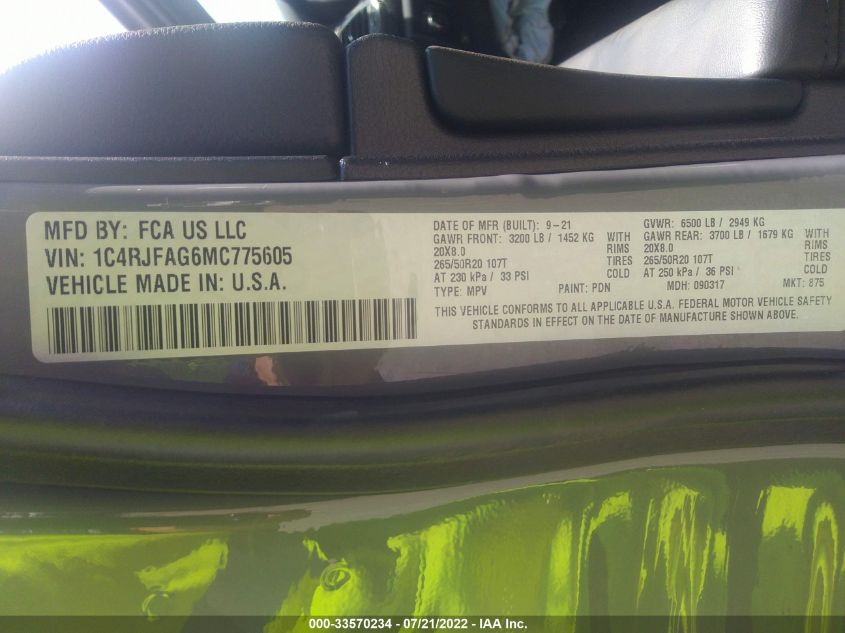 MFD BY: FCA US LLC
VIN: 1C4RJFAG6MC775605
VEHICLE MADE IN: U.S.A.
DATE OF MFR (BUILT): 9-21 GVWR: 6500 LB / 2949 KG
GAWR FRONT: 3200 LB / 1452 KG WITH GAWR REAR: 3700 LB / 1679 KG WITH
20X8.0 RIMS 20X8.0 RIMS
265/50R20 107T TIRES 265/50R20 107T TIRES
AT 230 kPa / 33 PSI COLD AT 250 kPa / 36 PSI COLD
TYPE: MPV PAINT: PDN MDH: 090317 MKT: 875
THIS VEHICLE CONFORMS TO ALL APPLICABLE U.S.A. FEDERAL MOTOR VEHICLE SAFETY
STANDARDS IN EFFECT ON THE DATE OF MANUFACTURE SHOWN ABOVE.
000-33570234 - 07/21/2022 - IAA Inc.